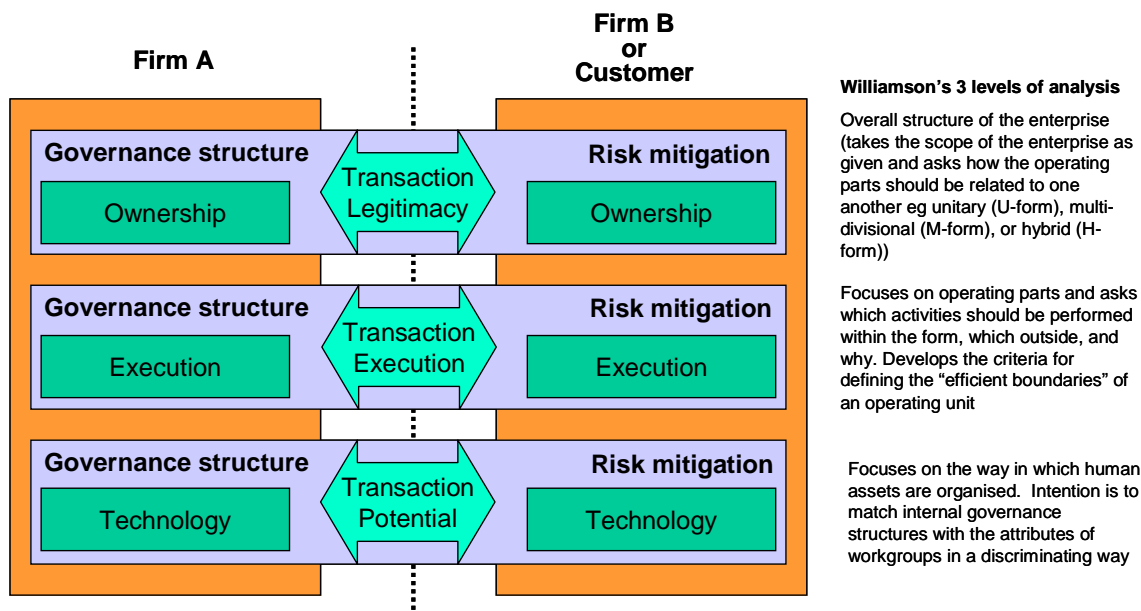 Firm A
Firm B
or
Customer
Governance structure
Ownership
Transaction
Legitimacy
Risk mitigation
Ownership
Governance structure
Execution
Transaction
Execution
Risk mitigation
Execution
Governance structure
Technology
Transaction
Potential
Risk mitigation
Technology
Williamson’s 3 levels of analysis
Overall structure of the enterprise
(takes the scope of the enterprise as
given and asks how the operating
parts should be related to one
another eg unitary (U-form), multi-
divisional (M-form), or hybrid (H-
form))
Focuses on operating parts and asks
which activities should be performed
within the form, which outside, and
why. Develops the criteria for
defining the “efficient boundaries” of
an operating unit
Focuses on the way in which human
assets are organised.  Intention is to
match internal governance
structures with the attributes of
workgroups in a discriminating way